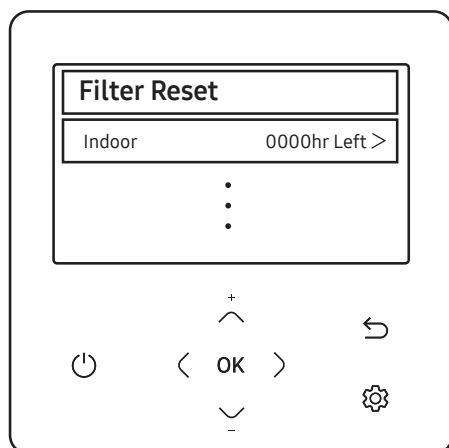 Filter Reset
Indoor 0000hr Left >
+
< OK >
−